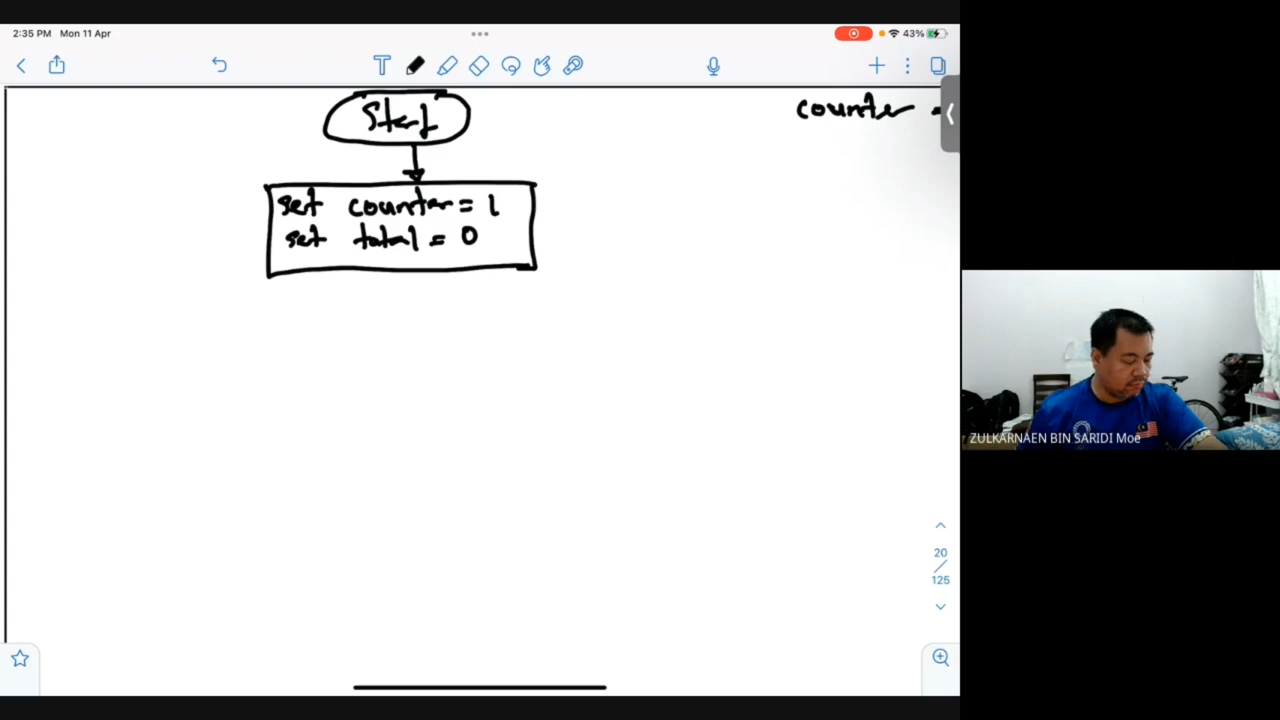 2:35 PM Mon 11 Apr
43%
Start
counter =
set counter = 1
set total = 0
ZULKARNAEN BIN SARIDI Moe
20
125